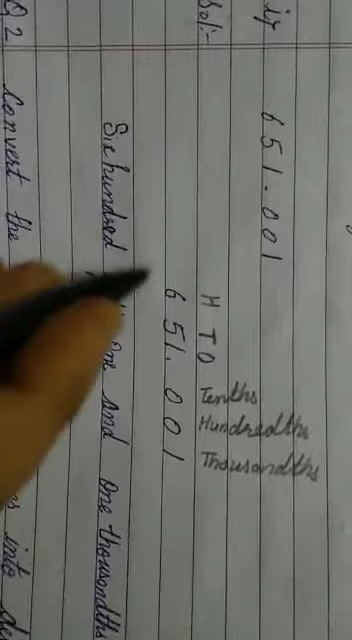 ii) 651.001
Sol:-
H T O Tenths Hundredths Thousandths
6 5 1 . 0 0 1
Six hundred One and One thousandths
Q2 Convert the into